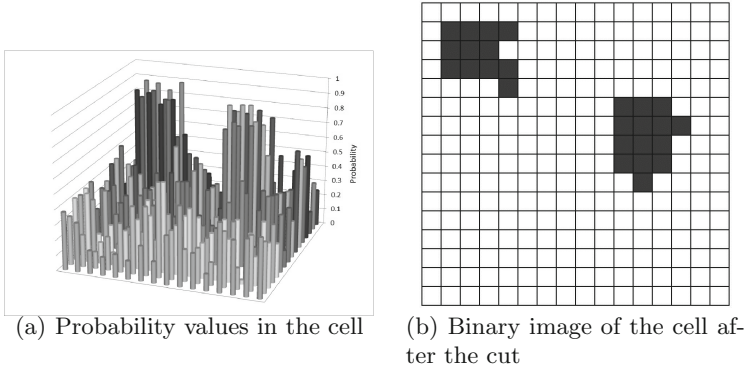 1
0.9
0.8
0.7
0.6
0.5
0.4
0.3
0.2
0.1
0
Probability
(a) Probability values in the cell
(b) Binary image of the cell af-
ter the cut